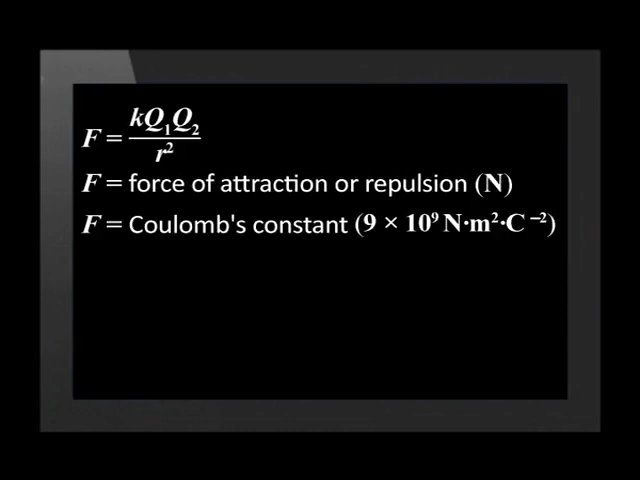 F = kQ₁Q₂ / r²
F = force of attraction or repulsion (N)
F = Coulomb's constant (9 × 10⁹ N·m²·C⁻²)